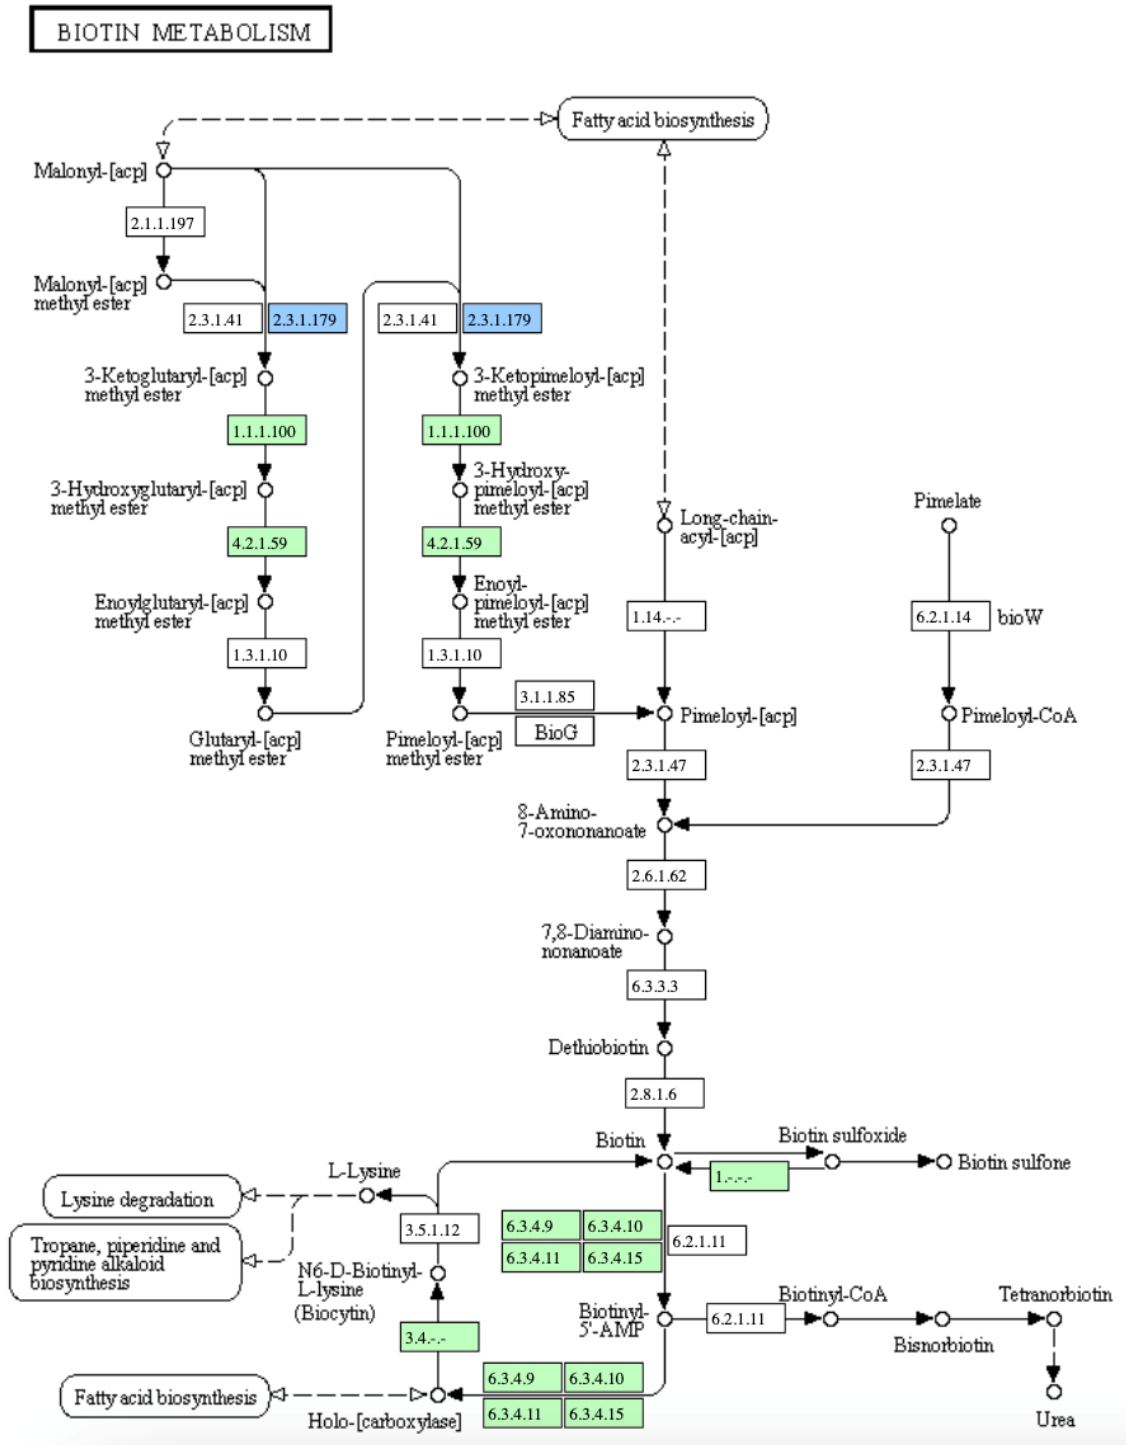 BIOTIN METABOLISM
Fatty acid biosynthesis
Malonyl-[acp]
2.1.1.197
Malonyl-[acp]
methyl ester
2.3.1.41
2.3.1.179
2.3.1.41
2.3.1.179
3-Ketoglutaryl-[acp]
methyl ester
3-Ketopimeloyl-[acp]
methyl ester
1.1.1.100
1.1.1.100
3-Hydroxyglutaryl-[acp]
methyl ester
3-Hydroxy-
pimeloyl-[acp]
methyl ester
Long-chain-
acyl-[acp]
Pimelate
4.2.1.59
4.2.1.59
Enoylglutaryl-[acp]
methyl ester
Enoyl-
pimeloyl-[acp]
methyl ester
1.14.-.-
6.2.1.14
bioW
1.3.1.10
1.3.1.10
3.1.1.85
BioG
Glutaryl-[acp]
methyl ester
Pimeloyl-[acp]
methyl ester
Pimeloyl-[acp]
Pimeloyl-CoA
2.3.1.47
2.3.1.47
8-Amino-
7-oxononanoate
2.6.1.62
7,8-Diamino-
nonanoate
6.3.3.3
Dethiobiotin
2.8.1.6
Biotin
Biotin sulfoxide
Biotin sulfone
1.-.-.-
L-Lysine
Lysine degradation
Tropane, piperidine and
pyridine alkaloid
biosynthesis
3.5.1.12
6.3.4.9
6.3.4.10
6.3.4.11
6.3.4.15
6.2.1.11
N6-D-Biotinyl-
L-lysine
(Biocytin)
Biotinyl-
5'-AMP
6.2.1.11
Biotinyl-CoA
Bisnorbiotin
Tetranorbiotin
3.4.-.-
6.3.4.9
6.3.4.10
6.3.4.11
6.3.4.15
Fatty acid biosynthesis
Holo-[carboxylase]
Urea